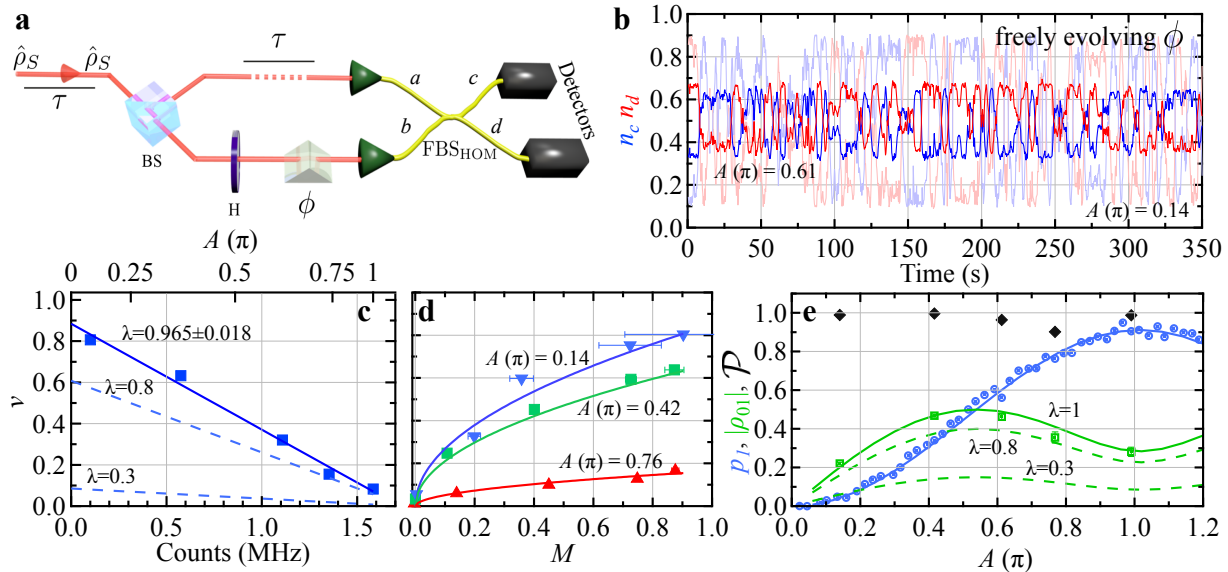 a
ρ̂_S ρ̂_S
τ
τ
BS
H
ϕ
a
b
c
d
FBS_HOM
Detectors
b
freely evolving ϕ
n_c n_d
1.0
0.8
0.6
0.4
0.2
0.0
A (π) = 0.61
A (π) = 0.14
0 50 100 150 200 250 300 350
Time (s)
A (π)
0 0.25 0.5 0.75 1
c
v
1.0
0.8
0.6
0.4
0.2
0.0
λ=0.965±0.018
λ=0.8
λ=0.3
0.0 0.5 1.0 1.5
Counts (MHz)
d
A (π) = 0.14
A (π) = 0.42
A (π) = 0.76
0.0 0.2 0.4 0.6 0.8 1.0
M
e
p_1, |ρ_01|, 𝒫
1.0
0.8
0.6
0.4
0.2
0.0
λ=1
λ=0.8
λ=0.3
0.0 0.2 0.4 0.6 0.8 1.0 1.2
A (π)